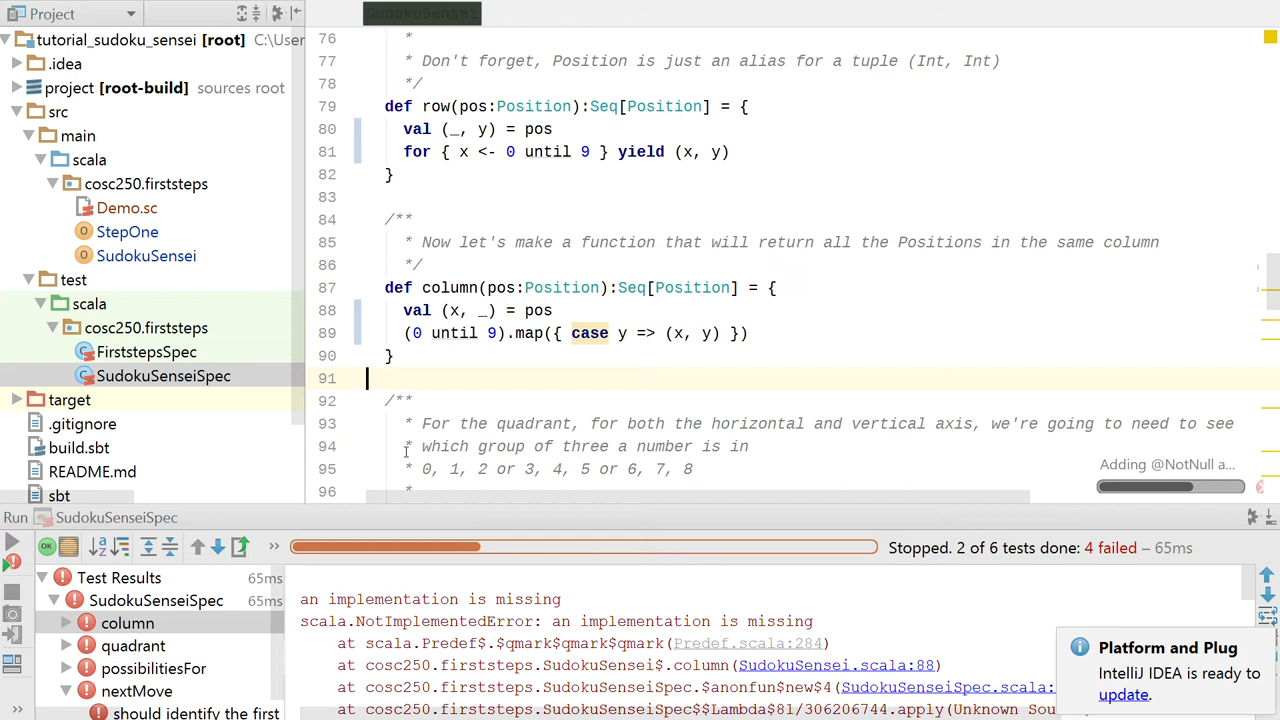 Project
SudokuSensei
tutorial_sudoku_sensei [root] C:\User
.idea
project [root-build] sources root
src
main
scala
cosc250.firststeps
Demo.sc
StepOne
SudokuSensei
test
scala
cosc250.firststeps
FirststepsSpec
SudokuSenseiSpec
target
.gitignore
build.sbt
README.md
sbt
76 *
77 * Don't forget, Position is just an alias for a tuple (Int, Int)
78 */
79 def row(pos:Position):Seq[Position] = {
80 val (_, y) = pos
81 for { x <- 0 until 9 } yield (x, y)
82 }
83
84 /**
85 * Now let's make a function that will return all the Positions in the same column
86 */
87 def column(pos:Position):Seq[Position] = {
88 val (x, _) = pos
89 (0 until 9).map({ case y => (x, y) })
90 }
91
92 /**
93 * For the quadrant, for both the horizontal and vertical axis, we're going to need to see
94 * which group of three a number is in
95 * 0, 1, 2 or 3, 4, 5 or 6, 7, 8
96 *
Adding @NotNull a...
Run SudokuSenseiSpec
OK
Stopped. 2 of 6 tests done: 4 failed – 65ms
Test Results 65ms
SudokuSenseiSpec 65ms
column
quadrant
possibilitiesFor
nextMove
should identify the first
an implementation is missing
scala.NotImplementedError: an implementation is missing
at scala.Predef$.$qmark$qmark$qmark(Predef.scala:284)
at cosc250.firststeps.SudokuSensei$.column(SudokuSensei.scala:88)
at cosc250.firststeps.SudokuSenseiSpec.$anonfun$new$4(SudokuSenseiSpec.scala:
at cosc250.firststeps.SudokuSenseiSpec$$Lambda$81/306206744.apply(Unknown Sou
Platform and Plug
IntelliJ IDEA is ready to
update.